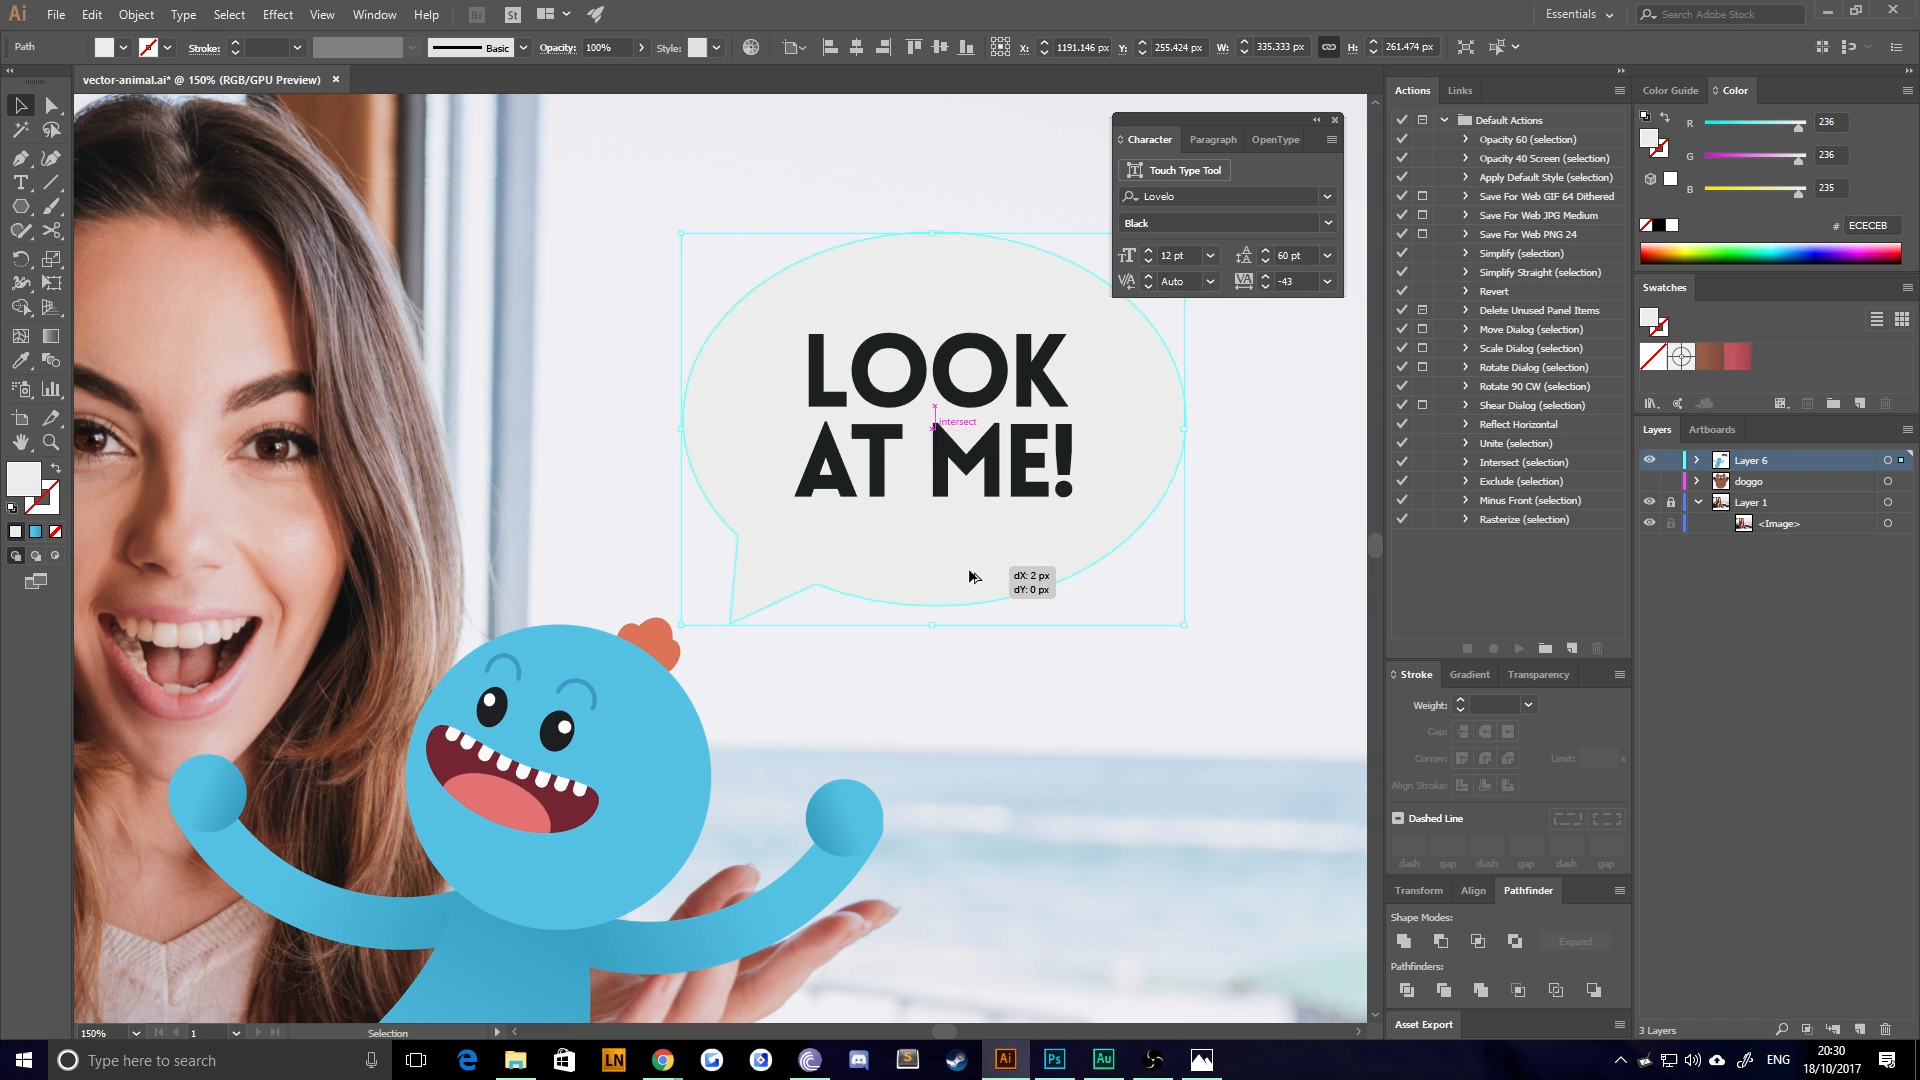 Ai File Edit Object Type Select Effect View Window Help Br St Essentials Search Adobe Stock
Path Stroke: Basic Opacity: 100% Style: X: 1191.146 px Y: 255.424 px W: 335.333 px H: 261.474 px
vector-animal.ai* @ 150% (RGB/GPU Preview)
LOOK
AT ME!
intersect
dX: 2 px
dY: 0 px
Character Paragraph OpenType
Touch Type Tool
Lovelo
Black
12 pt 60 pt
Auto -43
Actions Links
Default Actions
Opacity 60 (selection)
Opacity 40 Screen (selection)
Apply Default Style (selection)
Save For Web GIF 64 Dithered
Save For Web JPG Medium
Save For Web PNG 24
Simplify (selection)
Simplify Straight (selection)
Revert
Delete Unused Panel Items
Move Dialog (selection)
Scale Dialog (selection)
Rotate Dialog (selection)
Rotate 90 CW (selection)
Shear Dialog (selection)
Reflect Horizontal
Unite (selection)
Intersect (selection)
Exclude (selection)
Minus Front (selection)
Rasterize (selection)
Stroke Gradient Transparency
Weight:
Cap:
Corner: Limit: x
Align Stroke:
Dashed Line
dash gap dash gap dash gap
Transform Align Pathfinder
Shape Modes:
Expand
Pathfinders:
Asset Export
Color Guide Color
R 236
G 236
B 235
# ECECEB
Swatches
Layers Artboards
Layer 6
doggo
Layer 1
<Image>
3 Layers
150% 1 Selection
Type here to search
LN
S
Ai
Ps
Au
ENG
20:30
18/10/2017